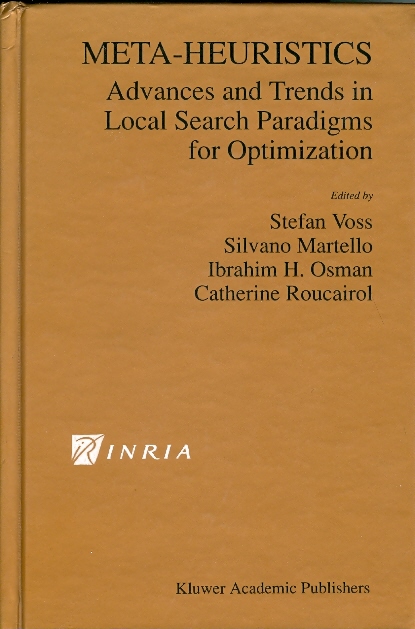 META-HEURISTICS
Advances and Trends in
Local Search Paradigms
for Optimization
Edited by
Stefan Voss
Silvano Martello
Ibrahim H. Osman
Catherine Roucairol
INRIA
Kluwer Academic Publishers